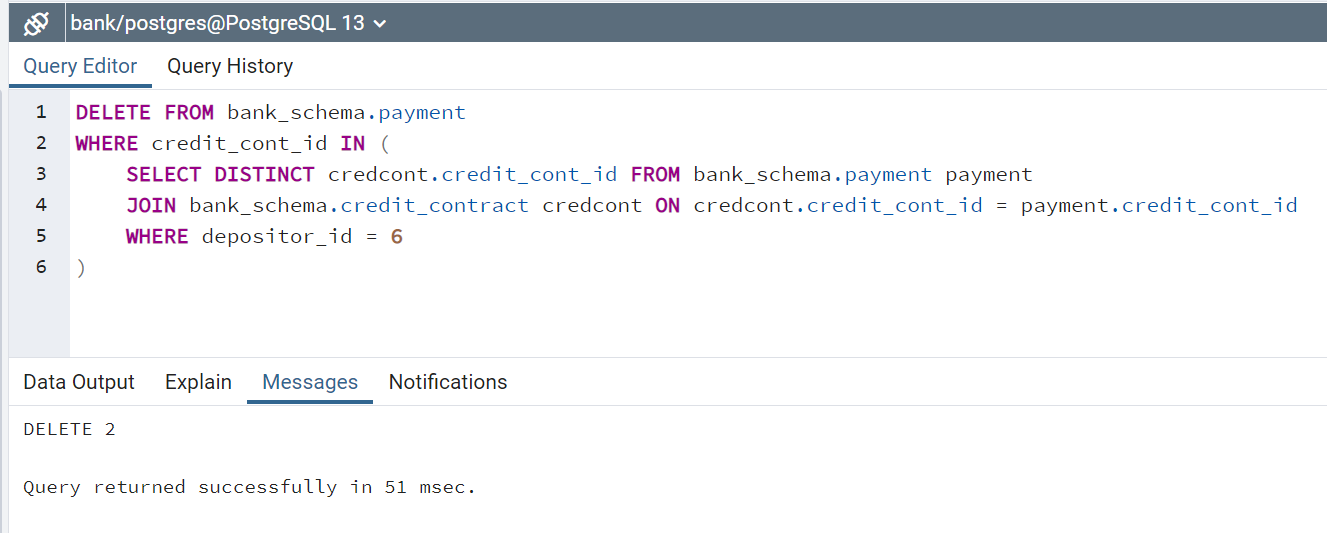 bank/postgres@PostgreSQL 13
Query Editor Query History
1 DELETE FROM bank_schema.payment
2 WHERE credit_cont_id IN (
3 SELECT DISTINCT credcont.credit_cont_id FROM bank_schema.payment payment
4 JOIN bank_schema.credit_contract credcont ON credcont.credit_cont_id = payment.credit_cont_id
5 WHERE depositor_id = 6
6 )
Data Output Explain Messages Notifications
DELETE 2
Query returned successfully in 51 msec.